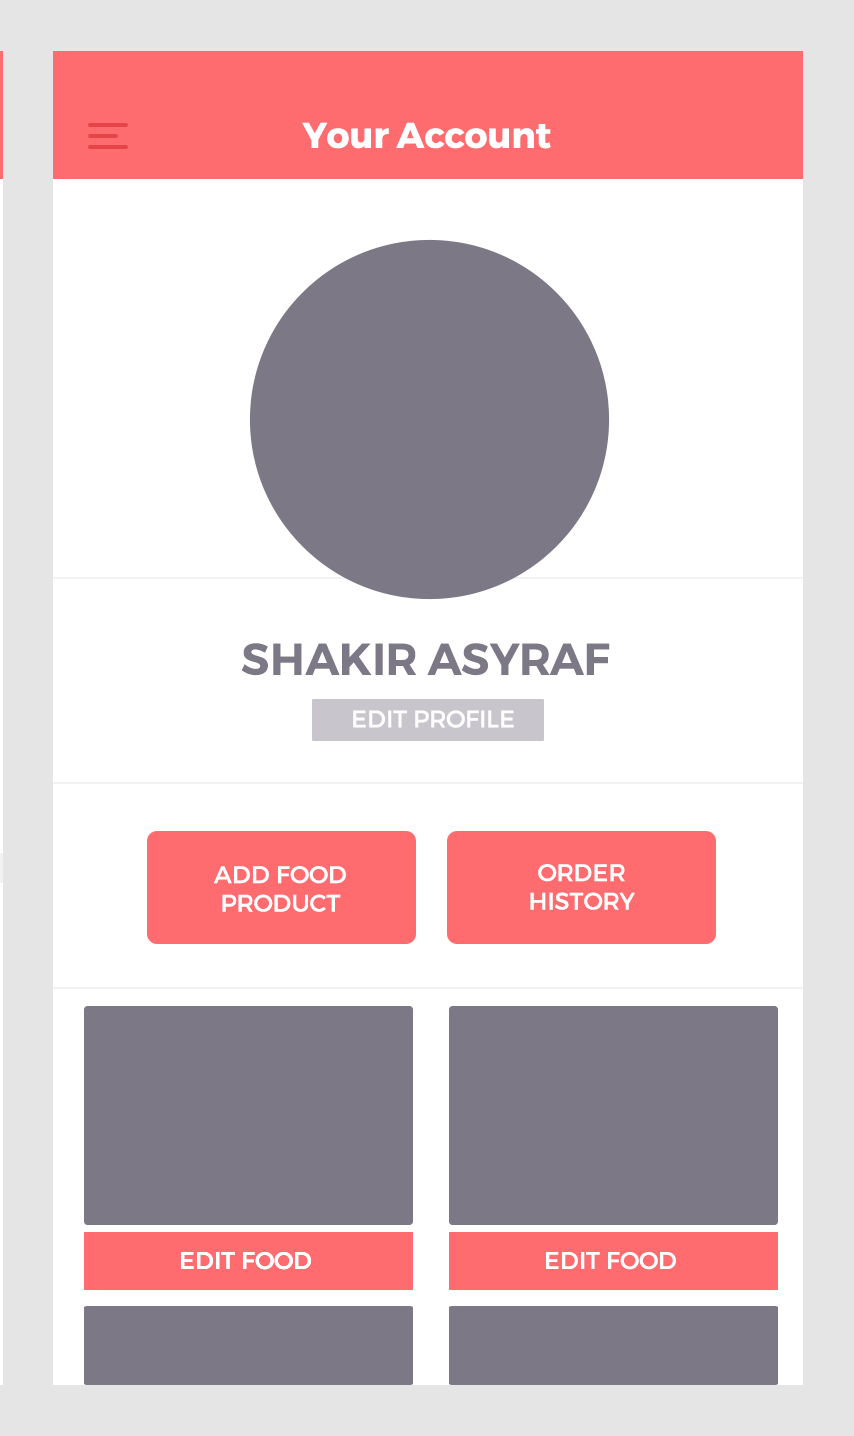 Your Account
SHAKIR ASYRAF
EDIT PROFILE
ADD FOOD
PRODUCT
ORDER
HISTORY
EDIT FOOD
EDIT FOOD